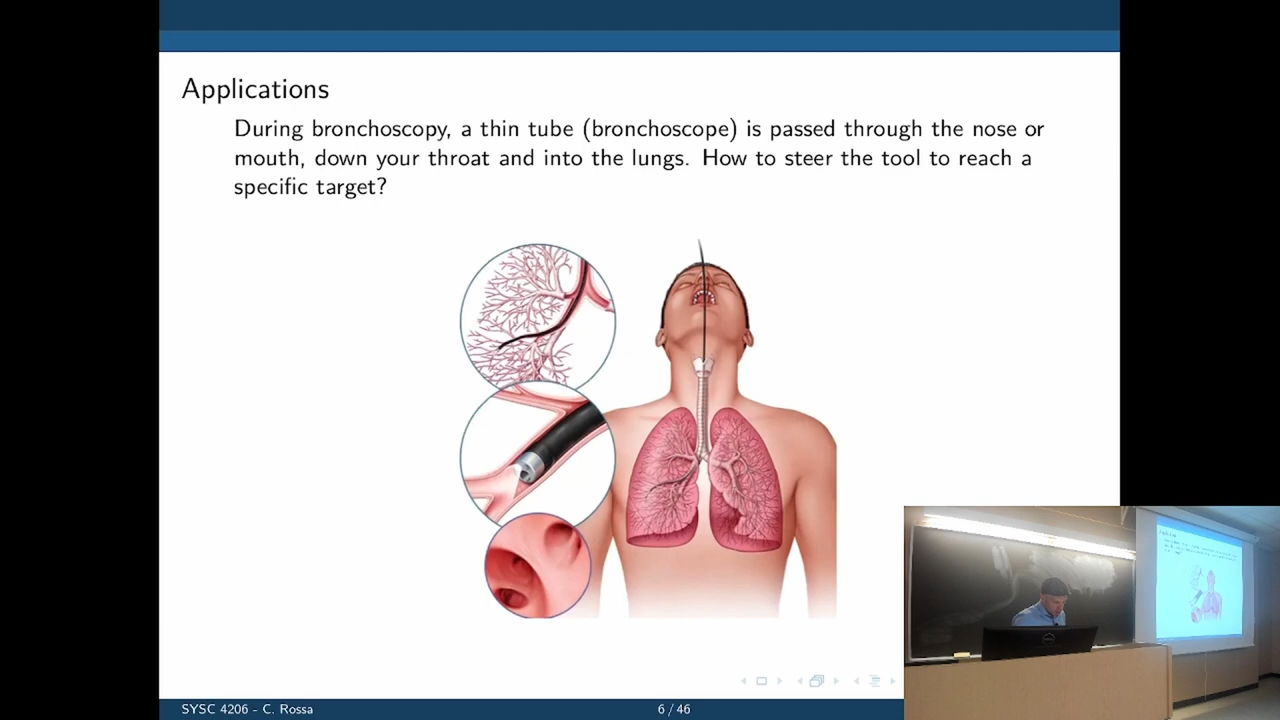 Applications
During bronchoscopy, a thin tube (bronchoscope) is passed through the nose or
mouth, down your throat and into the lungs. How to steer the tool to reach a
specific target?
SYSC 4206 - C. Rossa
6 / 46